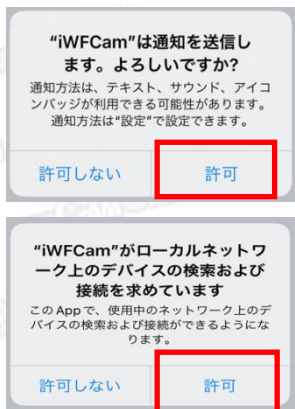 “iWFCam”は通知を送信し
ます。よろしいですか?
通知方法は、テキスト、サウンド、アイコ
ンバッジが利用できる可能性があります。
通知方法は“設定”で設定できます。
許可しない 許可
“iWFCam”がローカルネットワ
ーク上のデバイスの検索および
接続を求めています
このAppで、使用中のネットワーク上のデ
バイスの検索および接続ができるようにな
ります。
許可しない 許可